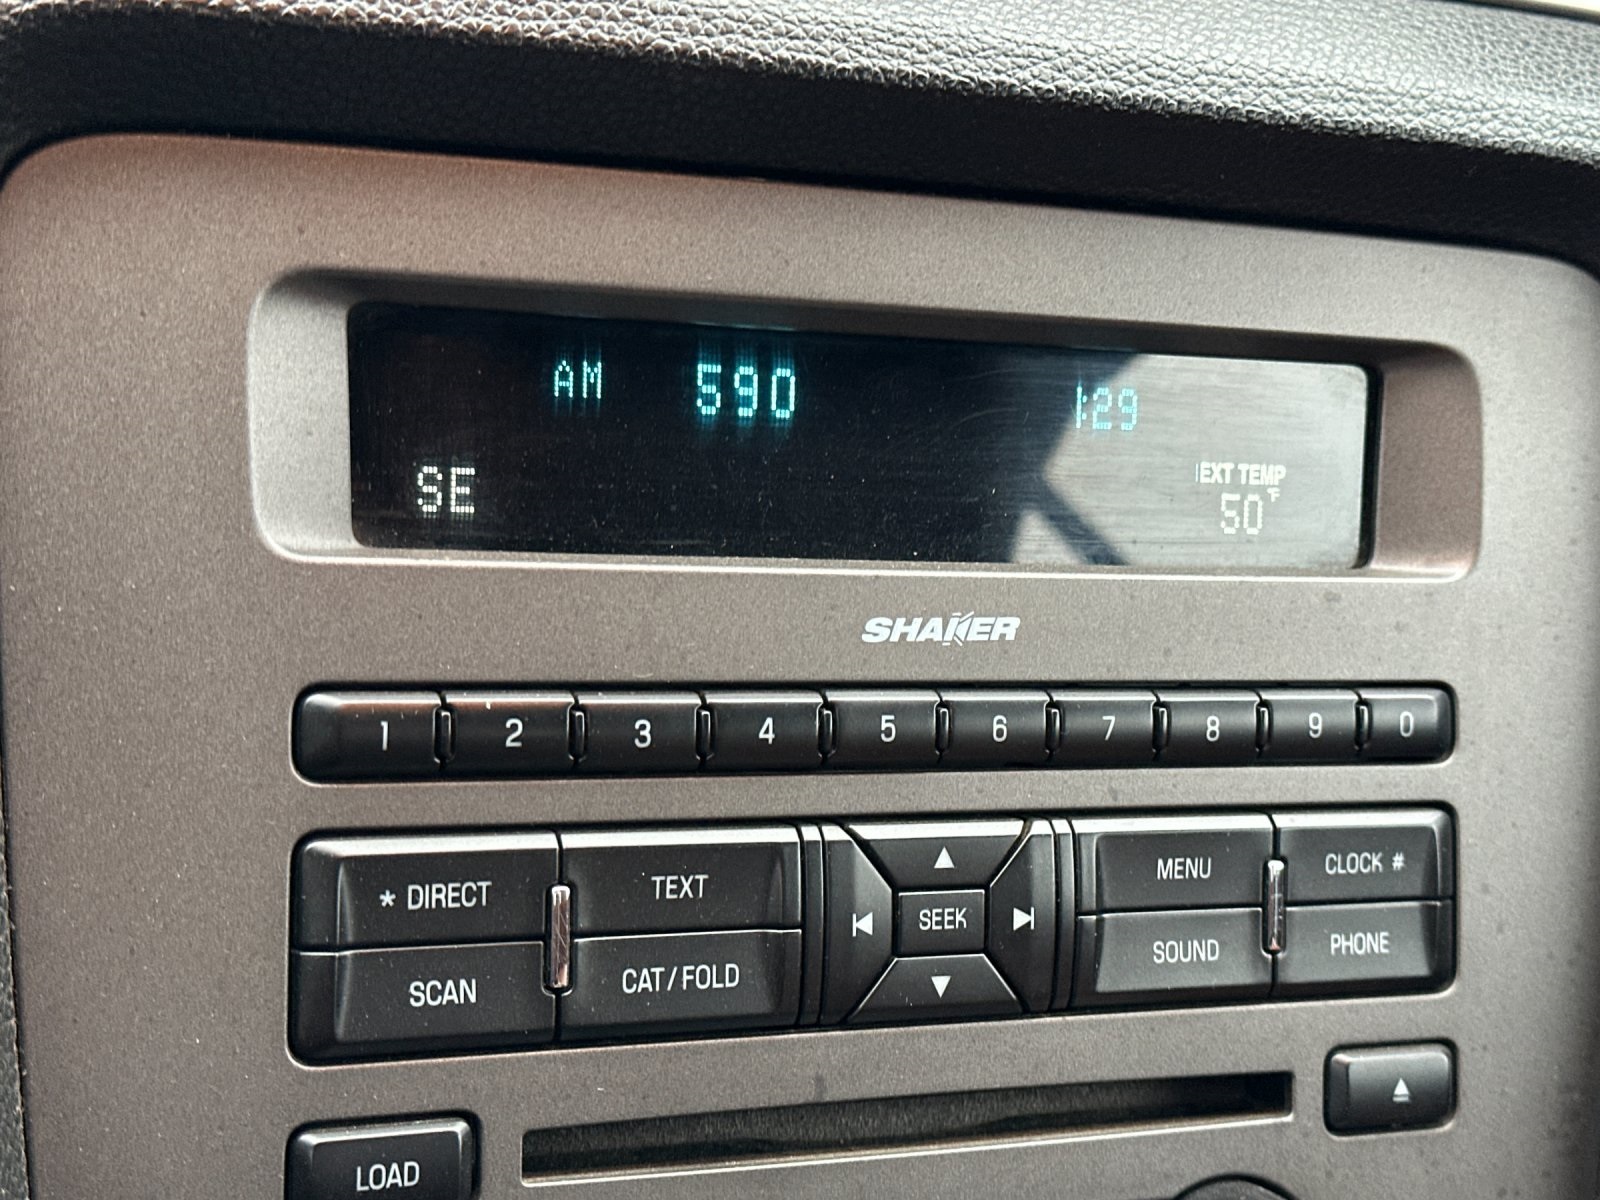 AM 590 1:29
SE EXT TEMP
50°F
SHAKER
1 2 3 4 5 6 7 8 9 0
* DIRECT TEXT MENU CLOCK #
SEEK
SCAN CAT/FOLD SOUND PHONE
LOAD